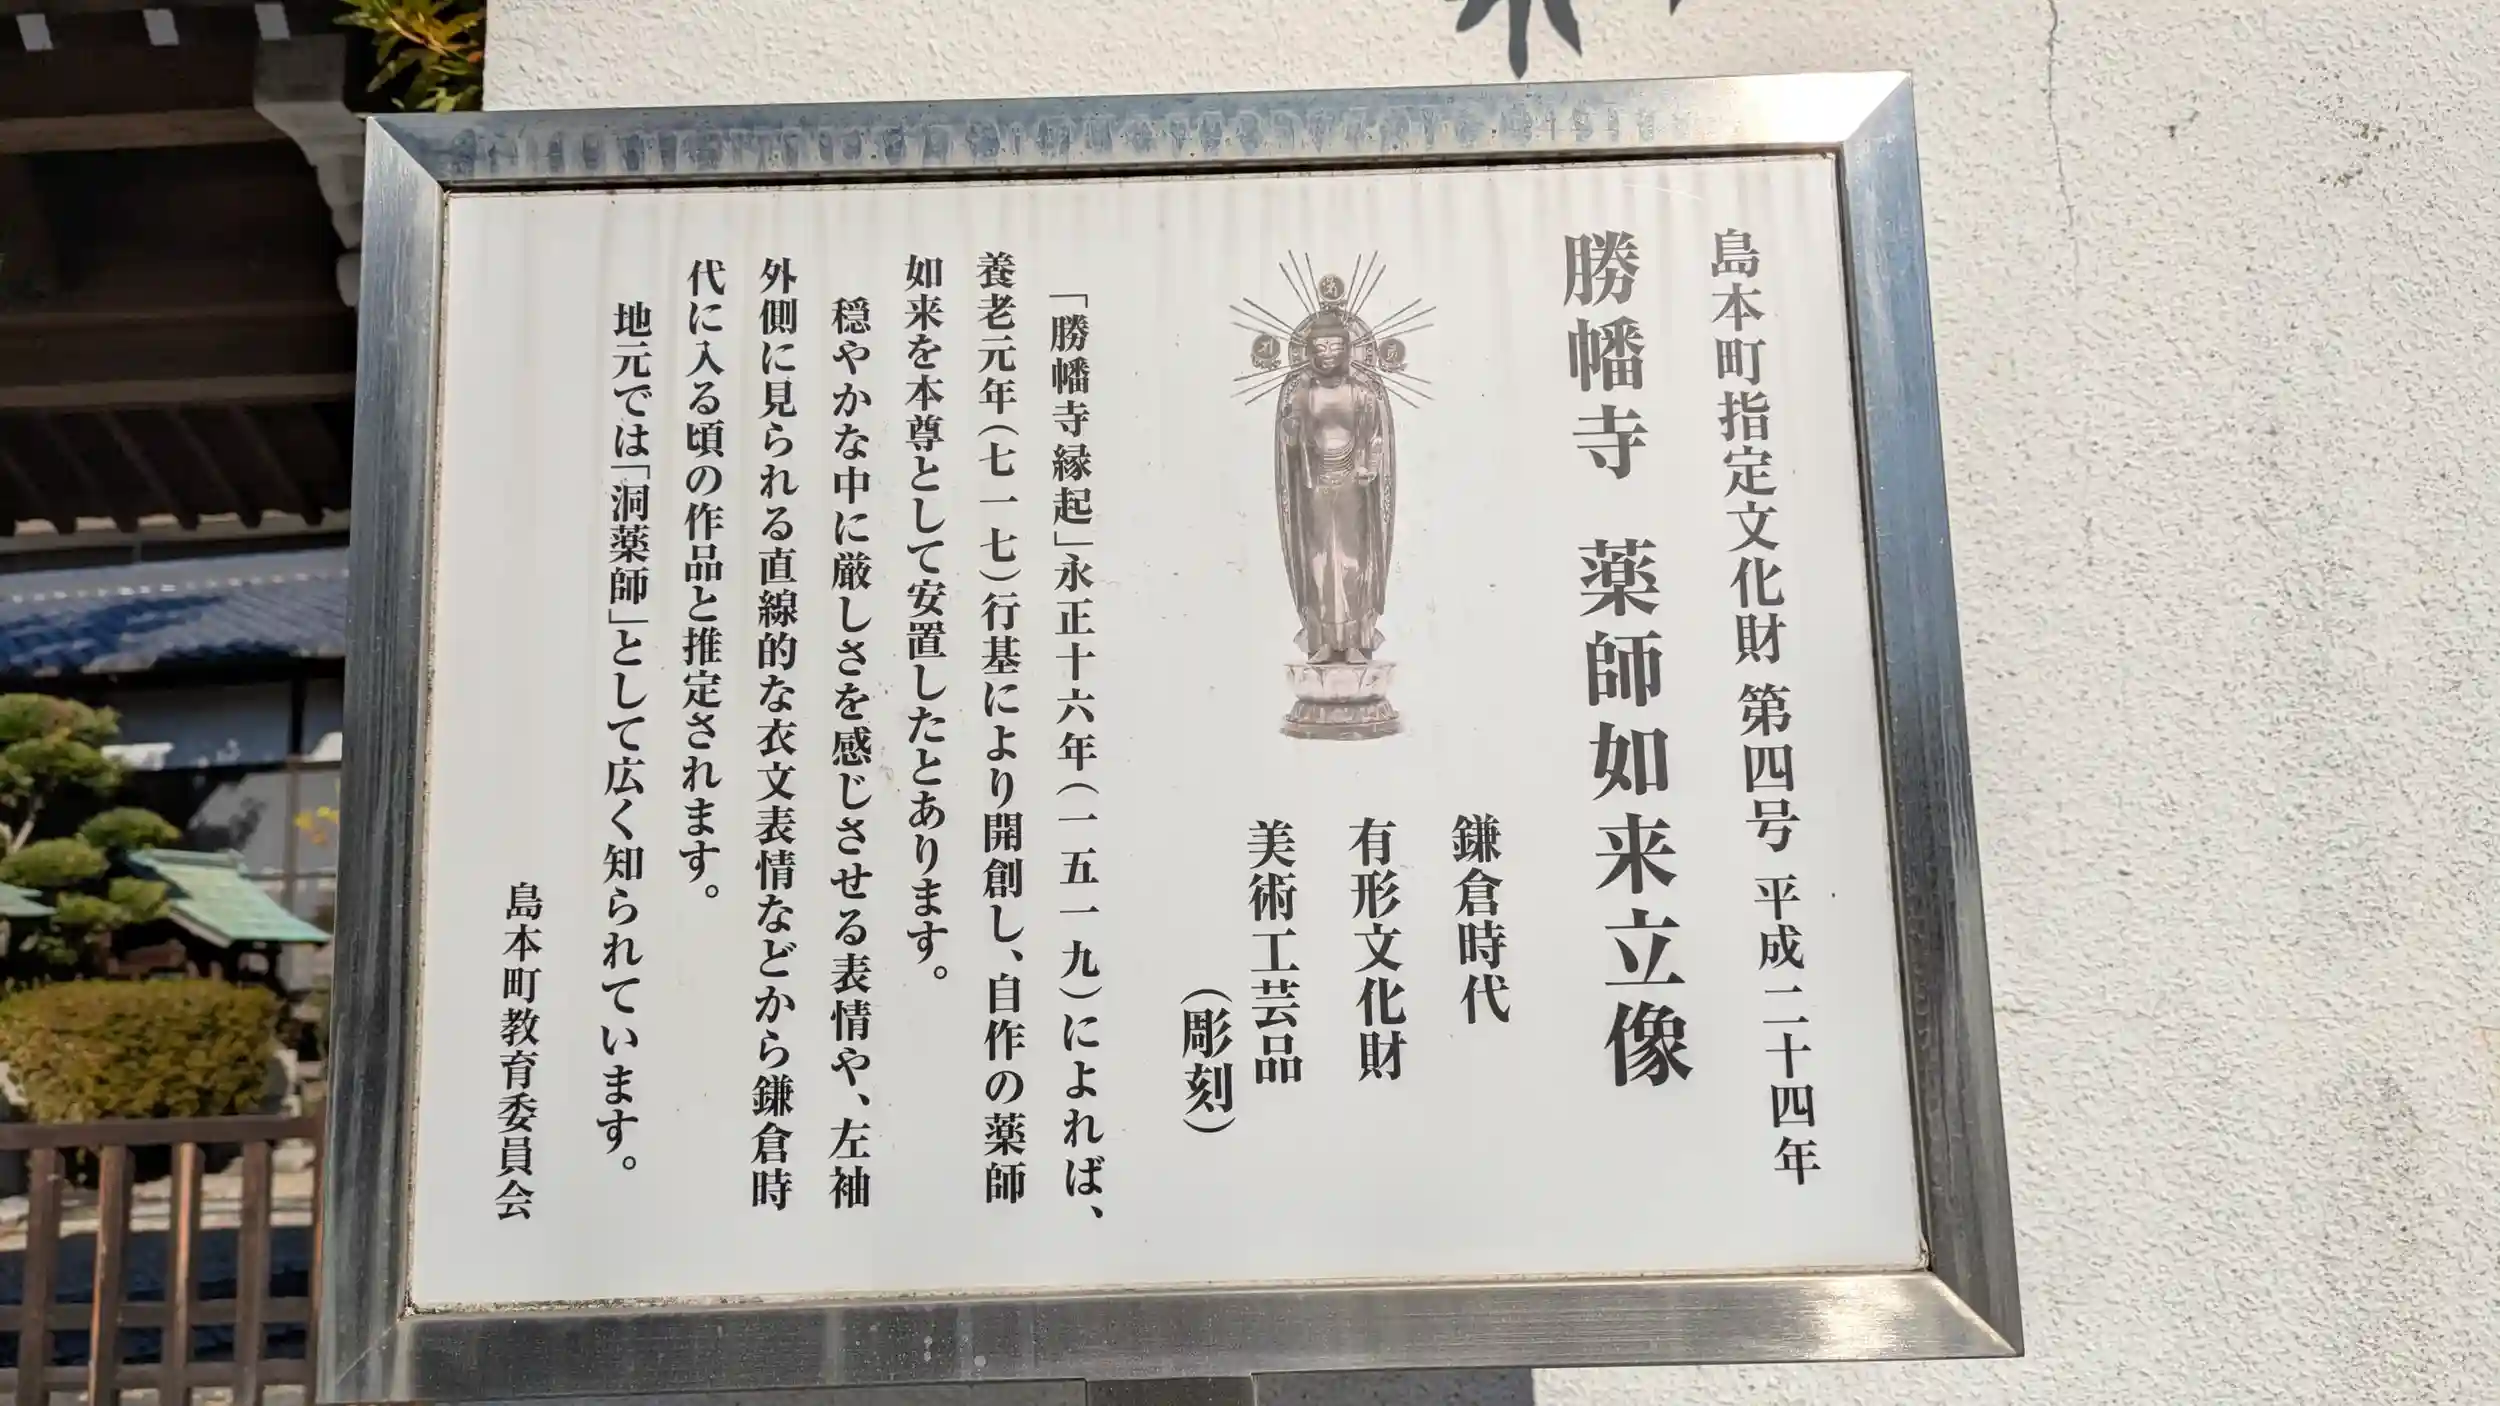 島本町指定文化財 第四号 平成二十四年
勝幡寺 薬師如来立像
鎌倉時代
有形文化財
美術工芸品
(彫刻)
「勝幡寺縁起」永正十六年(一五一九)によれば、
養老元年(七一七)行基により開創し、自作の薬師
如来を本尊として安置したとあります。
穏やかな中に厳しさを感じさせる表情や、左袖
外側に見られる直線的な衣文表情などから鎌倉時
代に入る頃の作品と推定されます。
地元では「洞薬師」として広く知られています。
島本町教育委員会